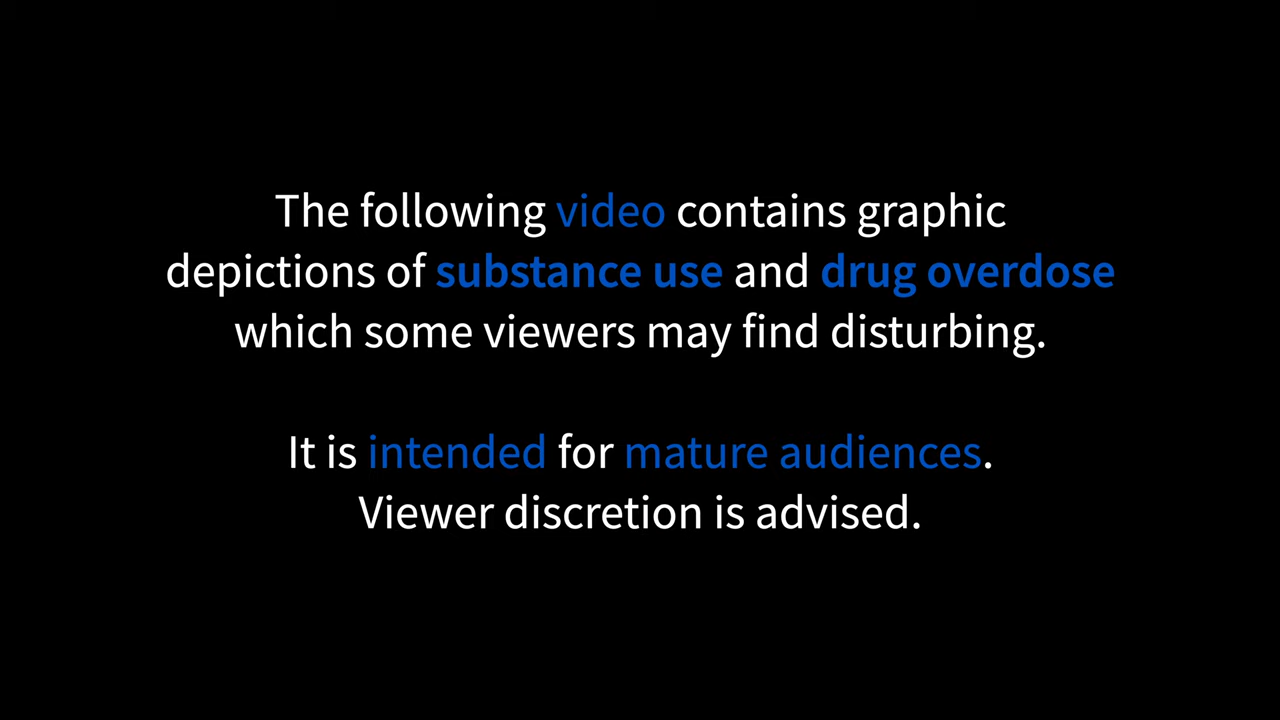 The following video contains graphic
depictions of substance use and drug overdose
which some viewers may find disturbing.
It is intended for mature audiences.
Viewer discretion is advised.